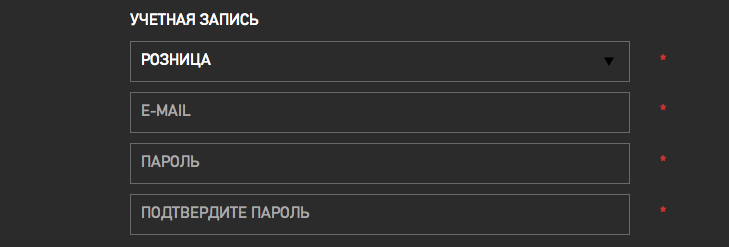 УЧЕТНАЯ ЗАПИСЬ
РОЗНИЦА
*
E-MAIL
*
ПАРОЛЬ
*
ПОДТВЕРДИТЕ ПАРОЛЬ
*